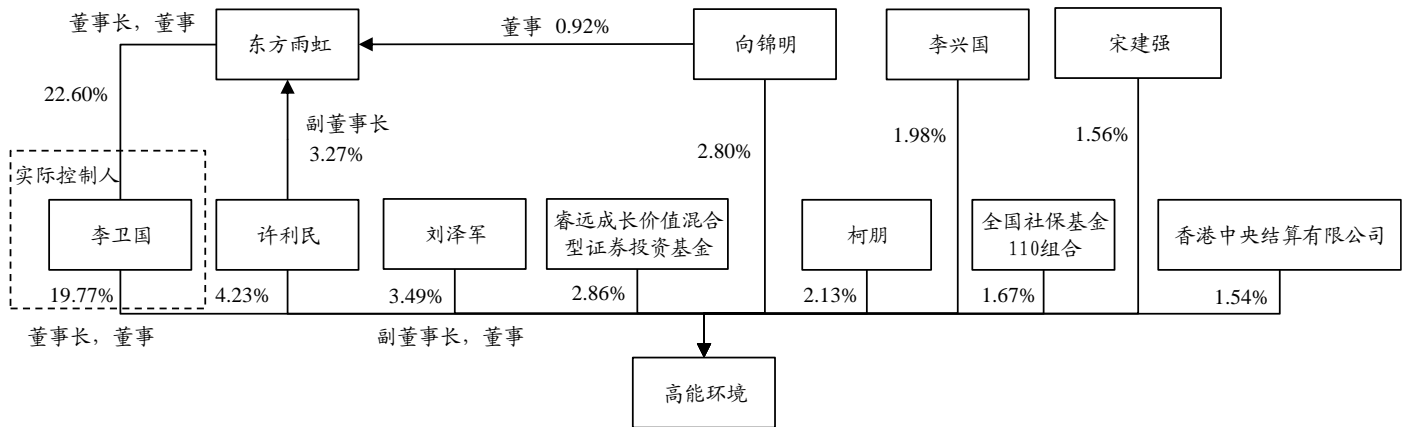 董事长，董事
东方雨虹
董事 0.92%
向锦明
李兴国
宋建强
22.60%
副董事长
3.27%
2.80%
1.98%
1.56%
实际控制人
李卫国
许利民
刘泽军
睿远成长价值混合
型证券投资基金
柯朋
全国社保基金
110组合
香港中央结算有限公司
19.77%
4.23%
3.49%
2.86%
2.13%
1.67%
1.54%
董事长，董事
副董事长，董事
高能环境